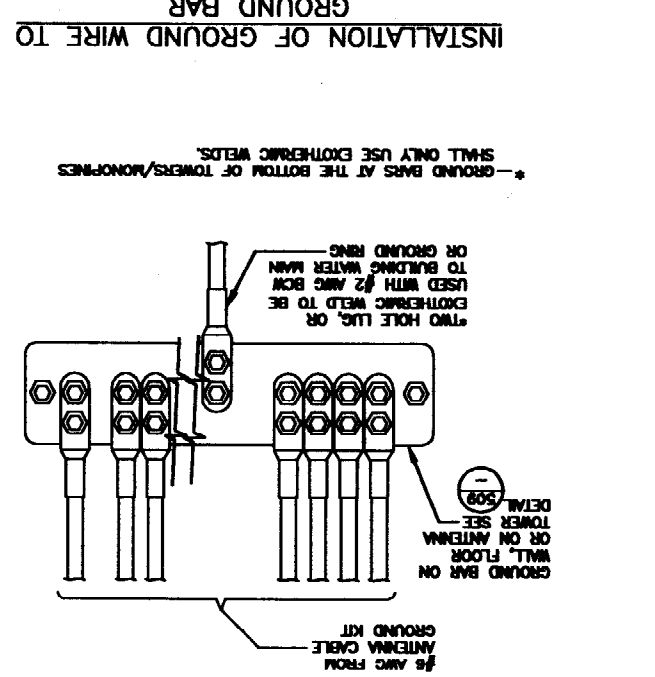 #6 AWG FROM
ANTENNA CABLE
GROUND KIT
GROUND BAR ON
WALL, FLOOR
OR ON ANTENNA
TOWER SEE
DETAIL
509
-
*TWO HOLE LUG, OR
EXOTHERMIC WELD TO BE
USED WITH #2 AWG BCW
TO BUILDING WATER MAIN
OR GROUND RING
*-GROUND BARS AT THE BOTTOM OF TOWERS/MONOPINES
SHALL ONLY USE EXOTHERMIC WELDS.
INSTALLATION OF GROUND WIRE TO
GROUND BAR